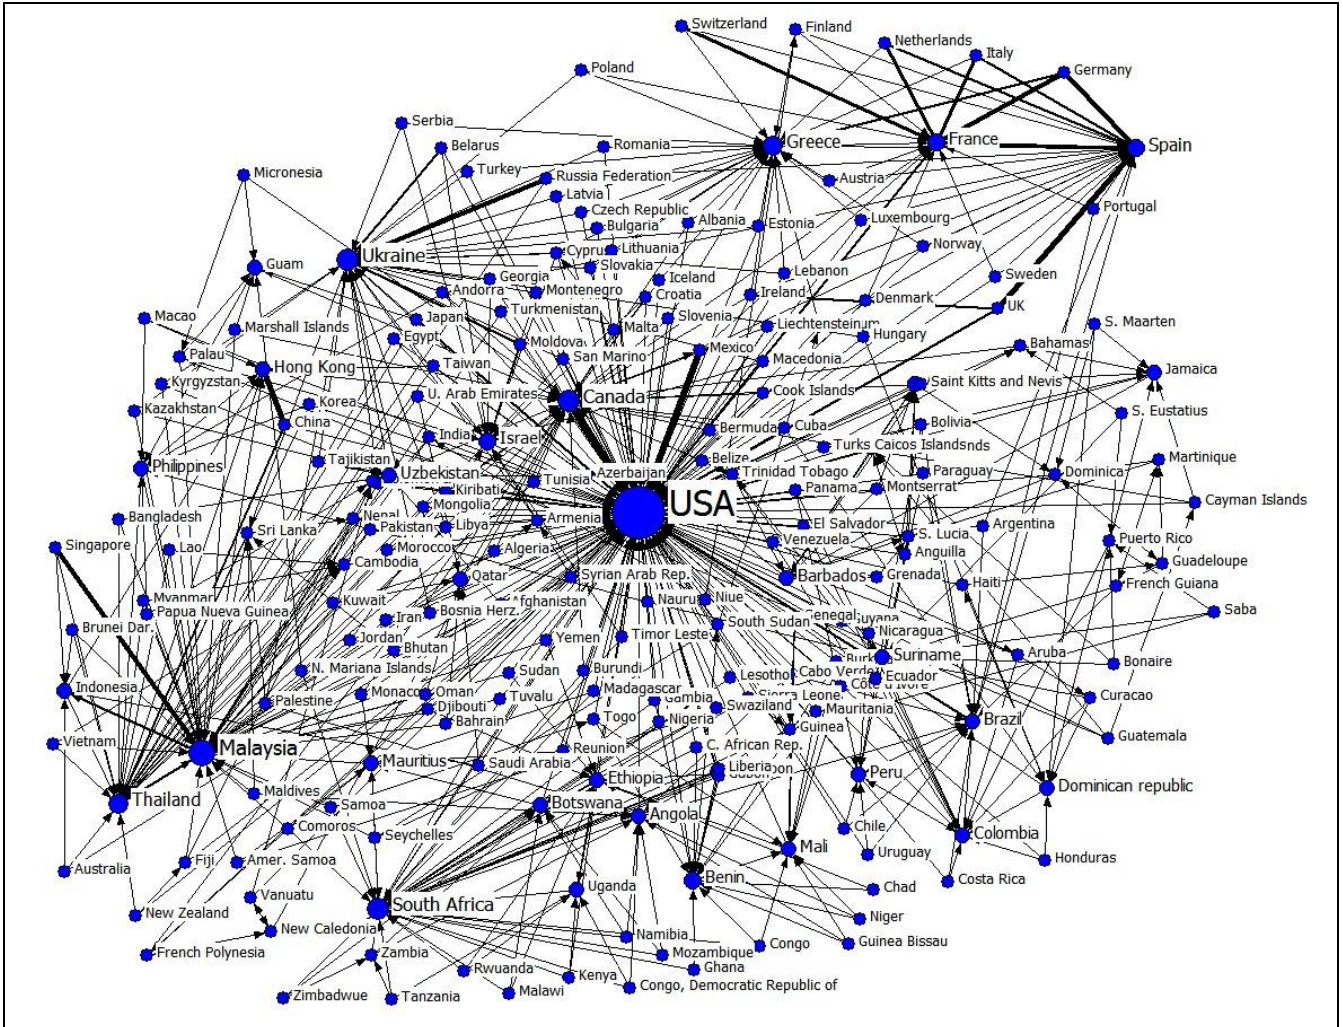 Switzerland
Finland
Netherlands
Italy
Germany
Poland
Serbia
Belarus
Romania
Greece
France
Spain
Micronesia
Turkey
Russia Federation
Austria
Latvia
Czech Republic
Bulgaria
Albania
Estonia
Luxembourg
Portugal
Ukraine
Guam
Cyprus
Lithuania
Slovakia
Norway
Georgia
Iceland
Lebanon
Sweden
Andorra
Montenegro
Croatia
Ireland
Denmark
UK
Macao
Marshall Islands
Japan
Turkmenistan
Malta
Slovenia
Liechtensteinum
Hungary
S. Maarten
Palau
Egypt
Moldova
San Marino
Mexico
Macedonia
Bahamas
Hong Kong
Taiwan
Jamaica
Kyrgyzstan
U. Arab Emirates
Canada
Cook Islands
Saint Kitts and Nevis
Kazakhstan
Korea
China
India
Israel
Bermuda
Cuba
Bolivia
S. Eustatius
Turks Caicos Islands
nds
Philippines
Tajikistan
Uzbekistan
Tunisia
Azerbaijan
Belize
Trinidad Tobago
Paraguay
Dominica
Martinique
Kiribati
Panama
Montserrat
Cayman Islands
Mongolia
USA
Bangladesh
Nepal
Pakistan
Libya
Armenia
El Salvador
Argentina
Singapore
Lao
Sri Lanka
Morocco
Algeria
Venezuela
S. Lucia
Anguilla
Puerto Rico
Cambodia
Qatar
Syrian Arab Rep.
Barbados
Grenada
Haiti
Guadeloupe
French Guiana
Myanmar
Papua Nueva Guinea
Kuwait
Bosnia Herz.
fghanistan
Nauru
Niue
Saba
Brunei Dar.
Iran
Jordan
Bhutan
Yemen
Timor Leste
South Sudan
enegal
uyana
Nicaragua
Suriname
Aruba
Bonaire
N. Mariana Islands
Sudan
Burundi
Lesotho
Cabo Verde
Ecuador
Indonesia
Palestine
Monaco
Oman
Djibouti
Tuvalu
Madagascar
Gambia
Swaziland
Sierra Leone
Mauritania
Curacao
Vietnam
Malaysia
Bahrain
Togo
Nigeria
Guinea
Brazil
Guatemala
Mauritius
Saudi Arabia
Reunion
C. African Rep.
Liberia
Peru
Thailand
Maldives
Samoa
Botswana
Ethiopia
Angola
Dominican republic
Comoros
Seychelles
Mali
Chile
Colombia
Uruguay
Honduras
Australia
Fiji
Amer. Samoa
Benin
Costa Rica
Vanuatu
South Africa
Uganda
Chad
New Zealand
New Caledonia
Namibia
Niger
Guinea Bissau
French Polynesia
Zambia
Mozambique
Congo
Rwuanda
Kenya
Ghana
Malawi
Congo, Democratic Republic of
Zimbadwue
Tanzania